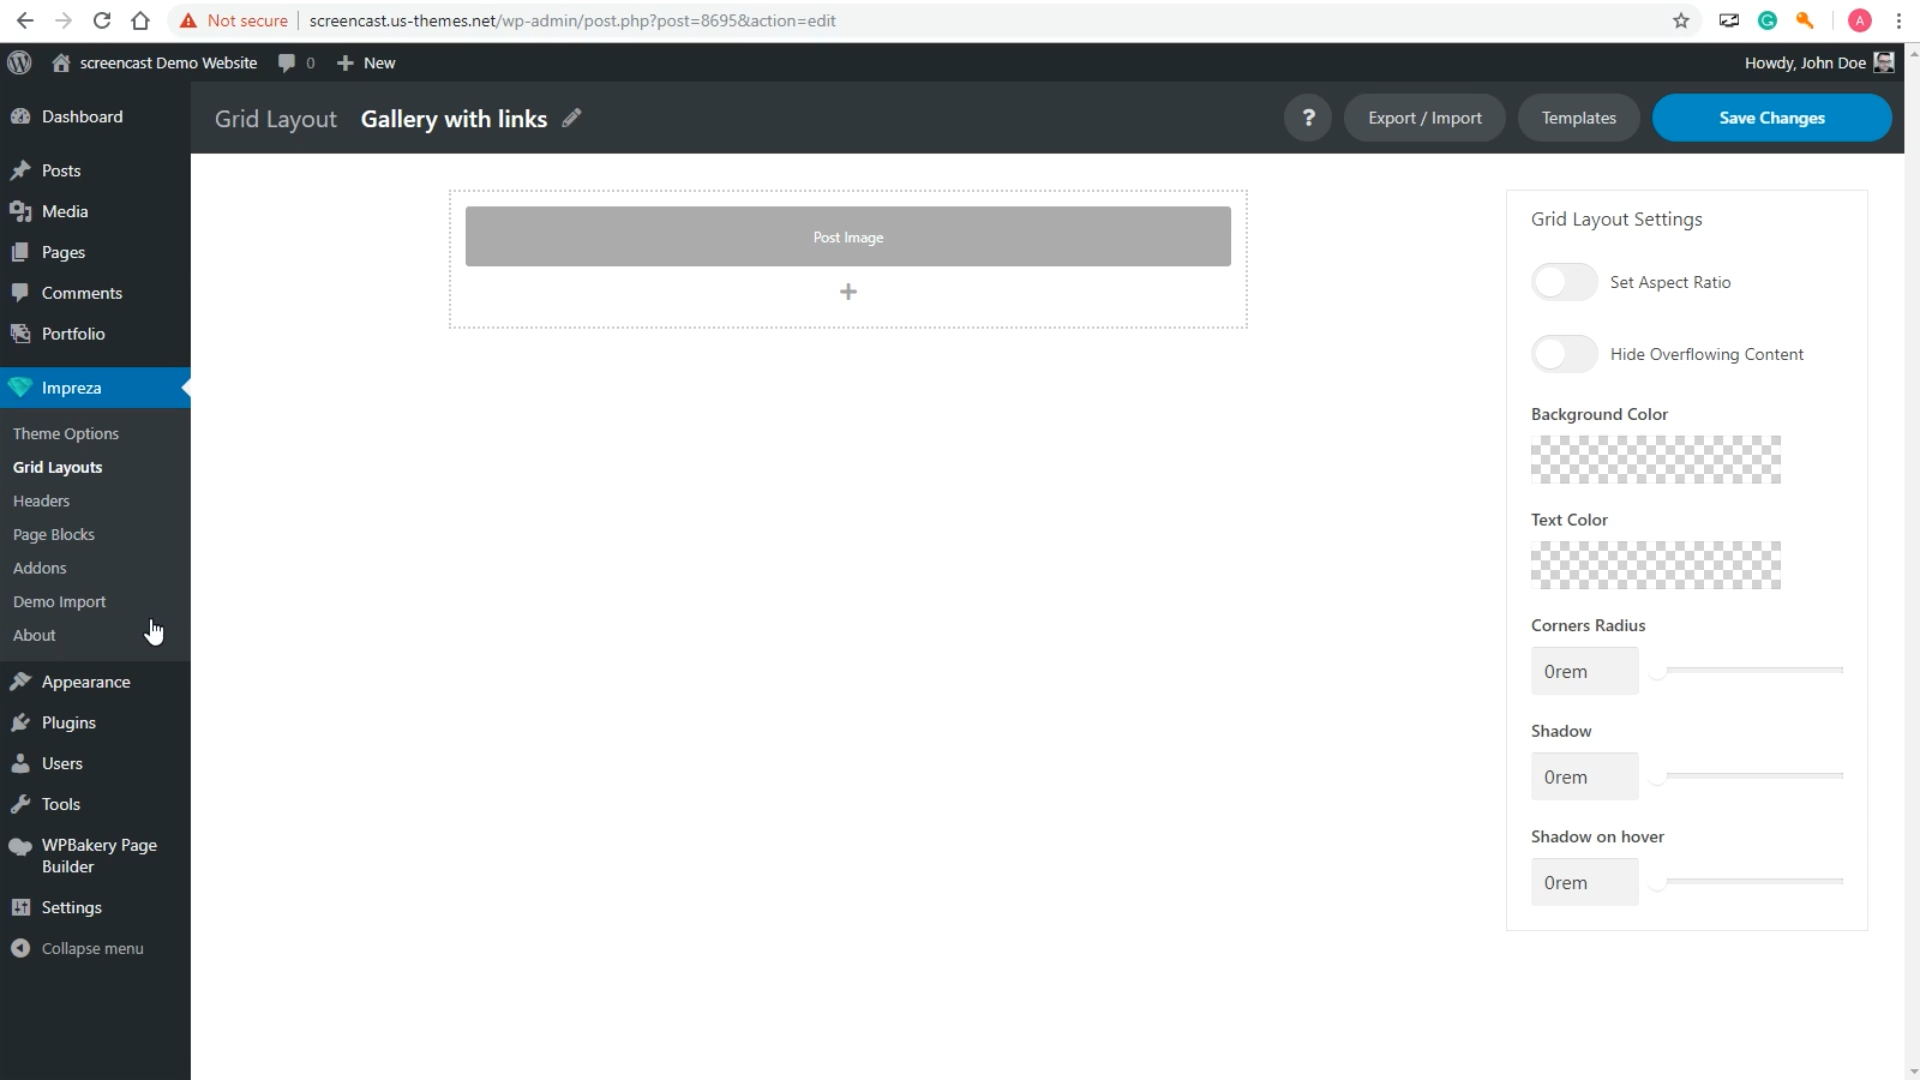 Not secure
screencast.us-themes.net/wp-admin/post.php?post=8695&action=edit
A
screencast Demo Website
0
New
Howdy, John Doe
Dashboard
Posts
Media
Pages
Comments
Portfolio
Impreza
Theme Options
Grid Layouts
Headers
Page Blocks
Addons
Demo Import
About
Appearance
Plugins
Users
Tools
WPBakery Page
Builder
Settings
Collapse menu
Grid Layout
Gallery with links
?
Export / Import
Templates
Save Changes
Post Image
+
Grid Layout Settings
Set Aspect Ratio
Hide Overflowing Content
Background Color
Text Color
Corners Radius
0rem
Shadow
0rem
Shadow on hover
0rem